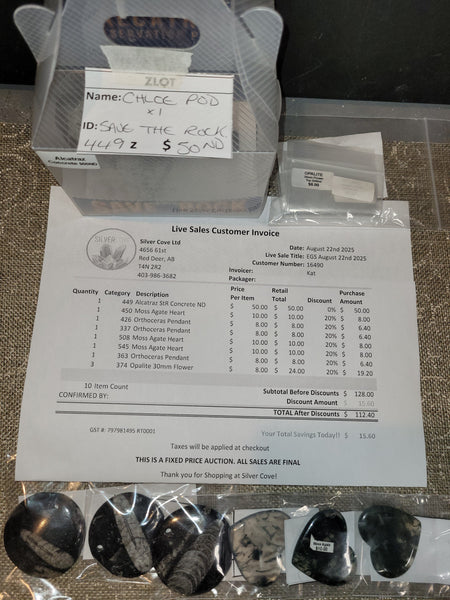 ZLOT
Name: CHLOE POD
x1
ID: SAVE THE ROCK
449 z $50 ND
Alcatraz
Concrete 500ND
OPALITE
$8.00
Live Sales Customer Invoice
SILVER
Silver Cove Ltd
4656 61st
Red Deer, AB
T4N 2R2
403-986-3682
Date: August 22nd 2025
Live Sale Title: EGS August 22nd 2025
Customer Number: 16490
Invoicer: Kat
Packager:
Quantity Category Description Price Per Item Retail Total Discount Purchase Amount
1 449 Alcatraz StR Concrete ND $ 50.00 $ 50.00 0% $ 50.00
1 450 Moss Agate Heart $ 10.00 $ 10.00 20% $ 8.00
1 426 Orthoceras Pendant $ 8.00 $ 8.00 20% $ 6.40
1 337 Orthoceras Pendant $ 8.00 $ 8.00 20% $ 6.40
1 508 Moss Agate Heart $ 10.00 $ 10.00 20% $ 8.00
1 545 Moss Agate Heart $ 10.00 $ 10.00 20% $ 8.00
1 363 Orthoceras Pendant $ 8.00 $ 8.00 20% $ 6.40
3 374 Opalite 30mm Flower $ 8.00 $ 24.00 20% $ 19.20
10 Item Count
CONFIRMED BY:
Subtotal Before Discounts $ 128.00
Discount Amount $ 15.60
TOTAL After Discounts $ 112.40
GST #: 797981495 RT0001
Your Total Savings Today!! $ 15.60
Taxes will be applied at checkout
THIS IS A FIXED PRICE AUCTION. ALL SALES ARE FINAL
Thank you for Shopping at Silver Cove!
Moss Agate
$10.00